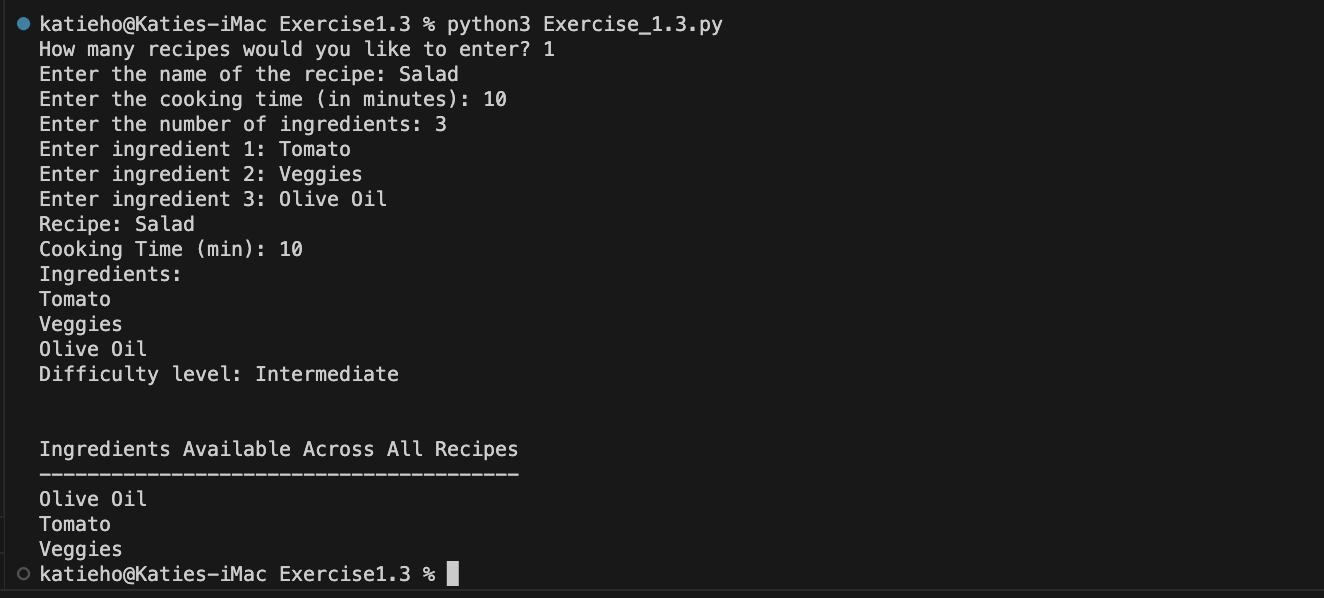 katieho@Katies-iMac Exercise1.3 % python3 Exercise_1.3.py
How many recipes would you like to enter? 1
Enter the name of the recipe: Salad
Enter the cooking time (in minutes): 10
Enter the number of ingredients: 3
Enter ingredient 1: Tomato
Enter ingredient 2: Veggies
Enter ingredient 3: Olive Oil
Recipe: Salad
Cooking Time (min): 10
Ingredients:
Tomato
Veggies
Olive Oil
Difficulty level: Intermediate
Ingredients Available Across All Recipes
----------------------------------------
Olive Oil
Tomato
Veggies
katieho@Katies-iMac Exercise1.3 %